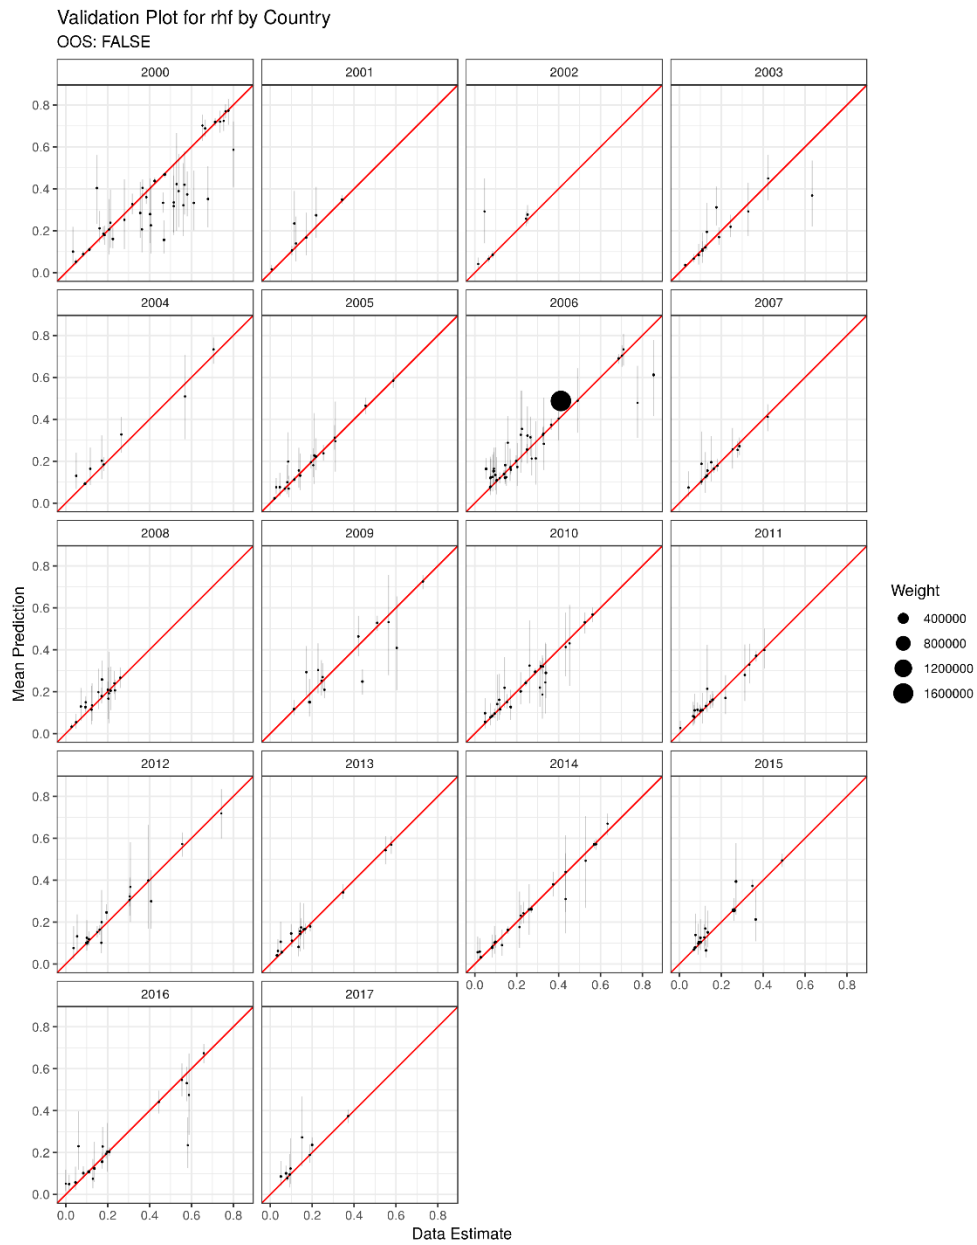 Validation Plot for rhf by Country
OOS: FALSE
2000 2001 2002 2003
0.8
0.6
0.4
0.2
0.0
2004 2005 2006 2007
0.8
0.6
0.4
0.2
0.0
2008 2009 2010 2011
0.8
0.6
0.4
0.2
0.0
Mean Prediction
Weight
400000
800000
1200000
1600000
2012 2013 2014 2015
0.8
0.6
0.4
0.2
0.0
0.0 0.2 0.4 0.6 0.8 0.0 0.2 0.4 0.6 0.8
2016 2017
0.8
0.6
0.4
0.2
0.0
0.0 0.2 0.4 0.6 0.8 0.0 0.2 0.4 0.6 0.8
Data Estimate